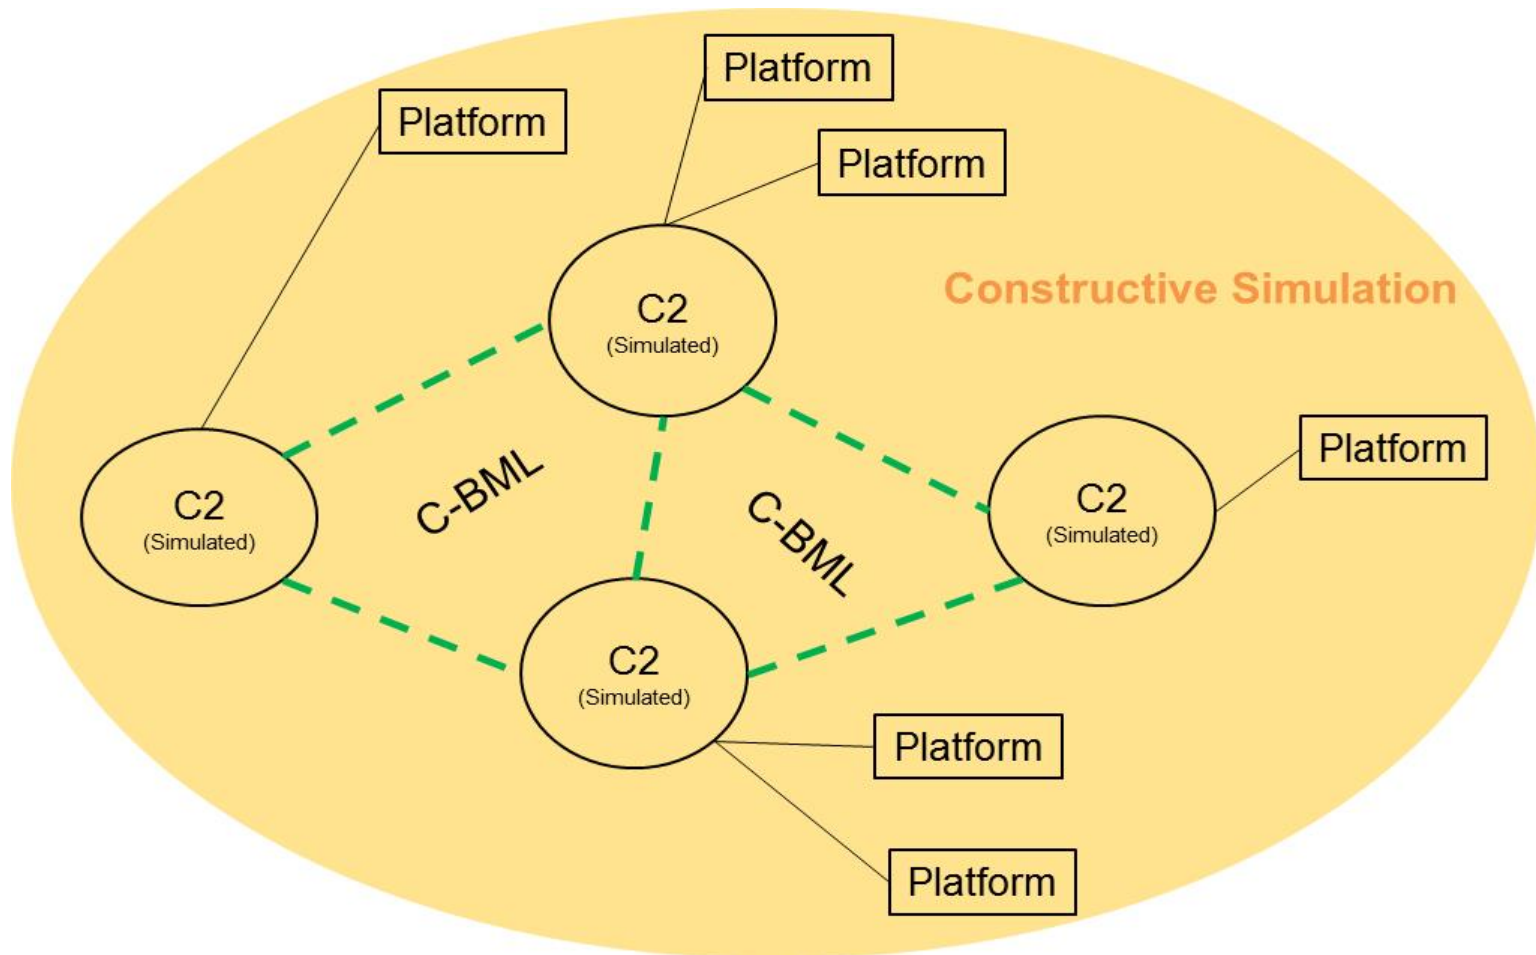 Platform
Platform
Platform
Constructive Simulation
C2
(Simulated)
Platform
C-BML
C2
(Simulated)
C-BML
C2
(Simulated)
C2
(Simulated)
Platform
Platform